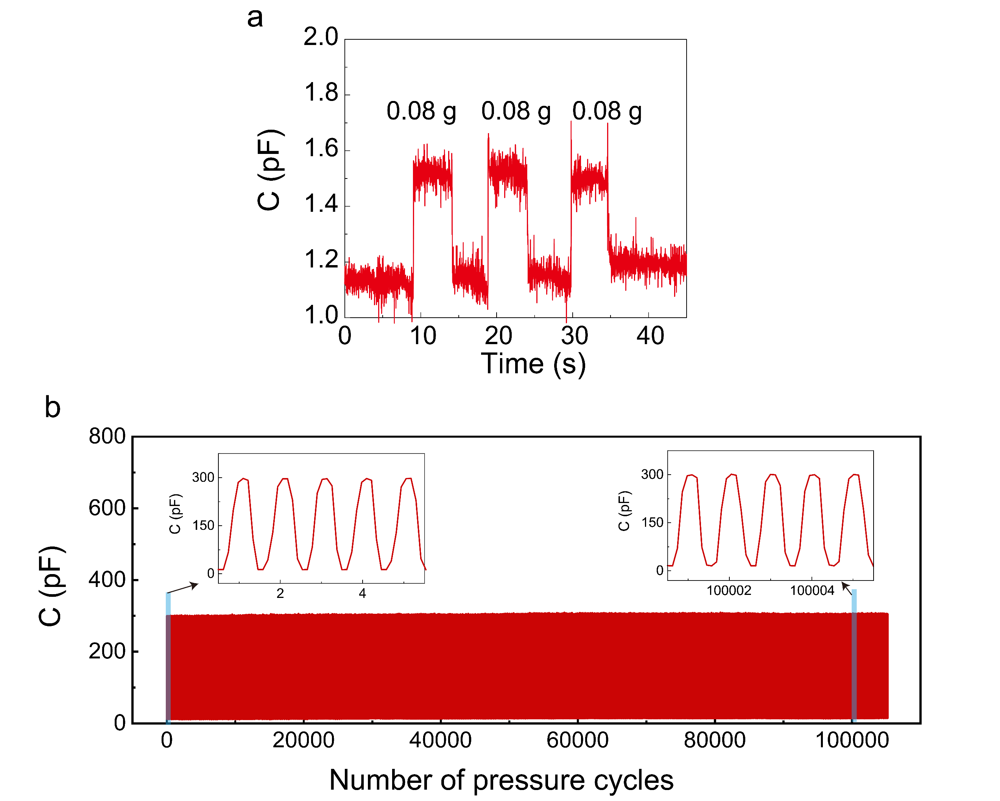 a
2.0
1.8
1.6
1.4
1.2
1.0
C (pF)
0.08 g 0.08 g 0.08 g
0 10 20 30 40
Time (s)
b
800
600
400
200
0
C (pF)
300
150
0
C (pF)
2 4
300
150
0
C (pF)
100002 100004
0 20000 40000 60000 80000 100000
Number of pressure cycles